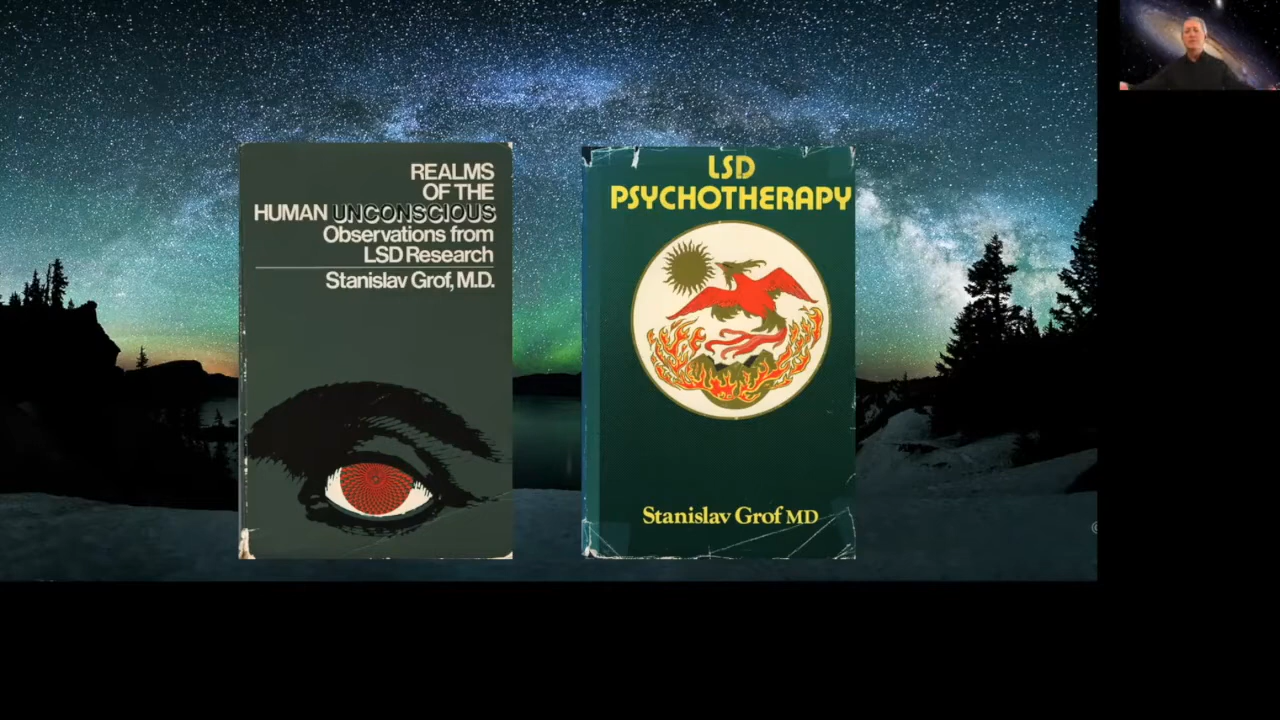 REALMS
OF THE
HUMAN UNCONSCIOUS
Observations from
LSD Research
Stanislav Grof, M.D.
LSD
PSYCHOTHERAPY
Stanislav Grof MD